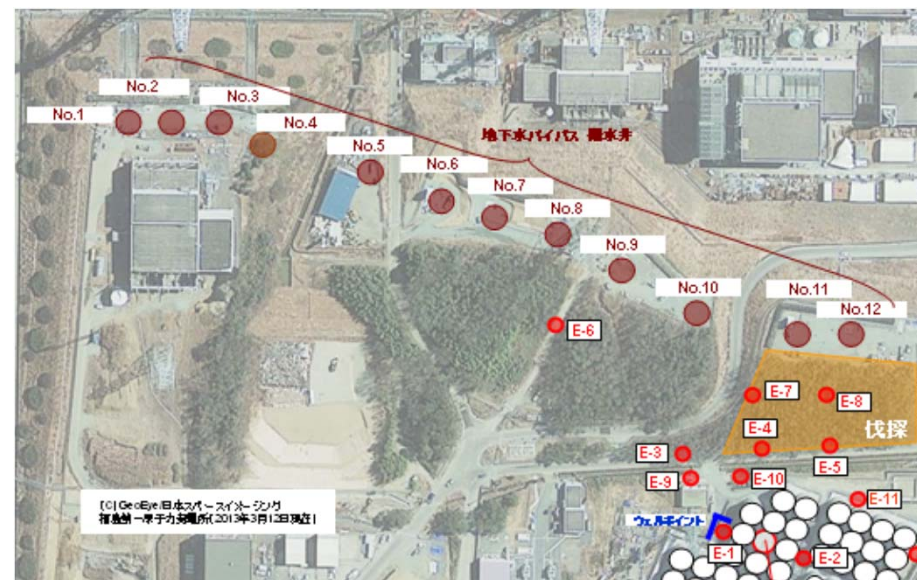 No.2
No.1
No.3
No.4
No.5
地下水バイパス 揚水井
No.6
No.7
No.8
No.9
No.10
No.11
No.12
E-6
E-7
E-8
E-4
伐採
E-3
E-5
E-9
E-10
E-11
[C]GeoEye/日本スペースイメージング
福島第一原子力発電所(2013年3月12日現在)
ウェルポイント
E-1
E-2